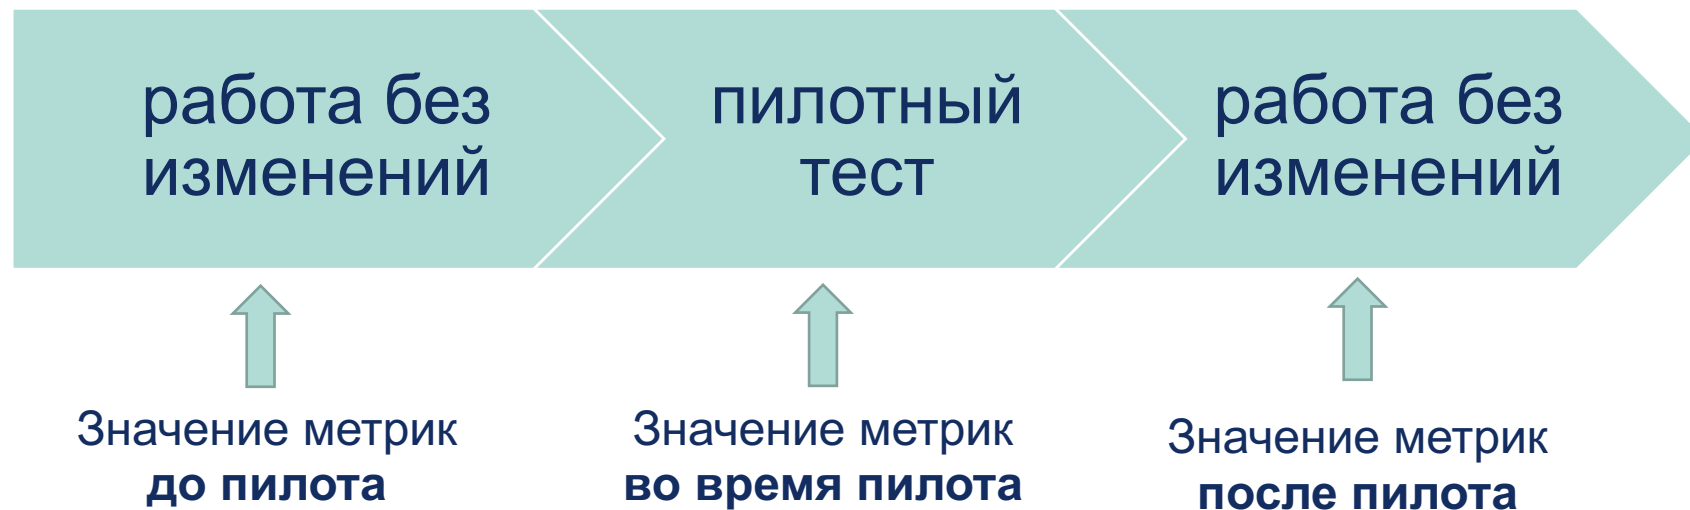 работа без
изменений
пилотный
тест
работа без
изменений
Значение метрик
до пилота
Значение метрик
во время пилота
Значение метрик
после пилота